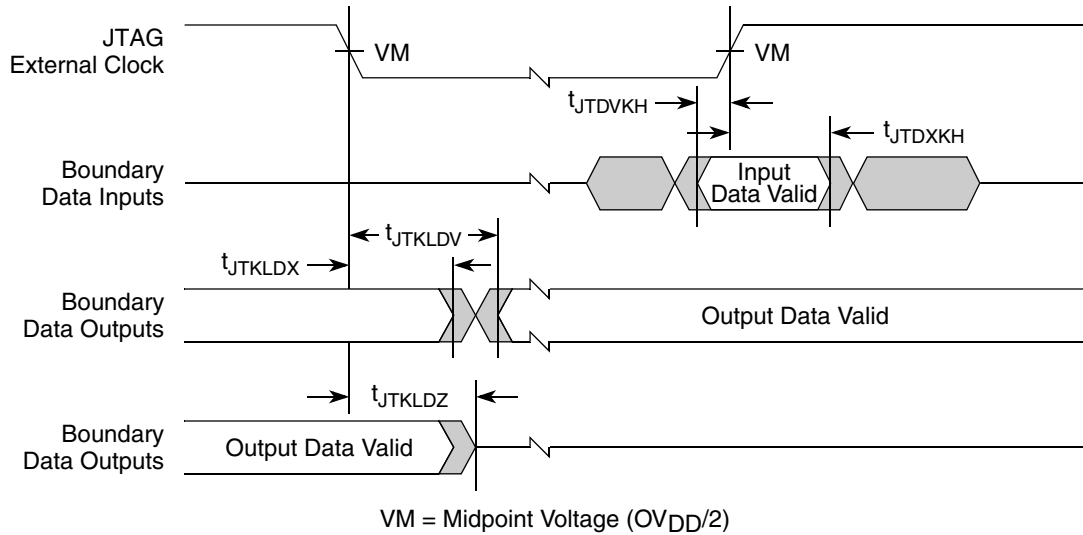 JTAG
External Clock
VM
VM
tJTDVKH
tJTDXKH
Boundary
Data Inputs
Input
Data Valid
tJTKLDV
tJTKLDX
Boundary
Data Outputs
Output Data Valid
tJTKLDZ
Boundary
Data Outputs
Output Data Valid
VM = Midpoint Voltage (OVDD/2)